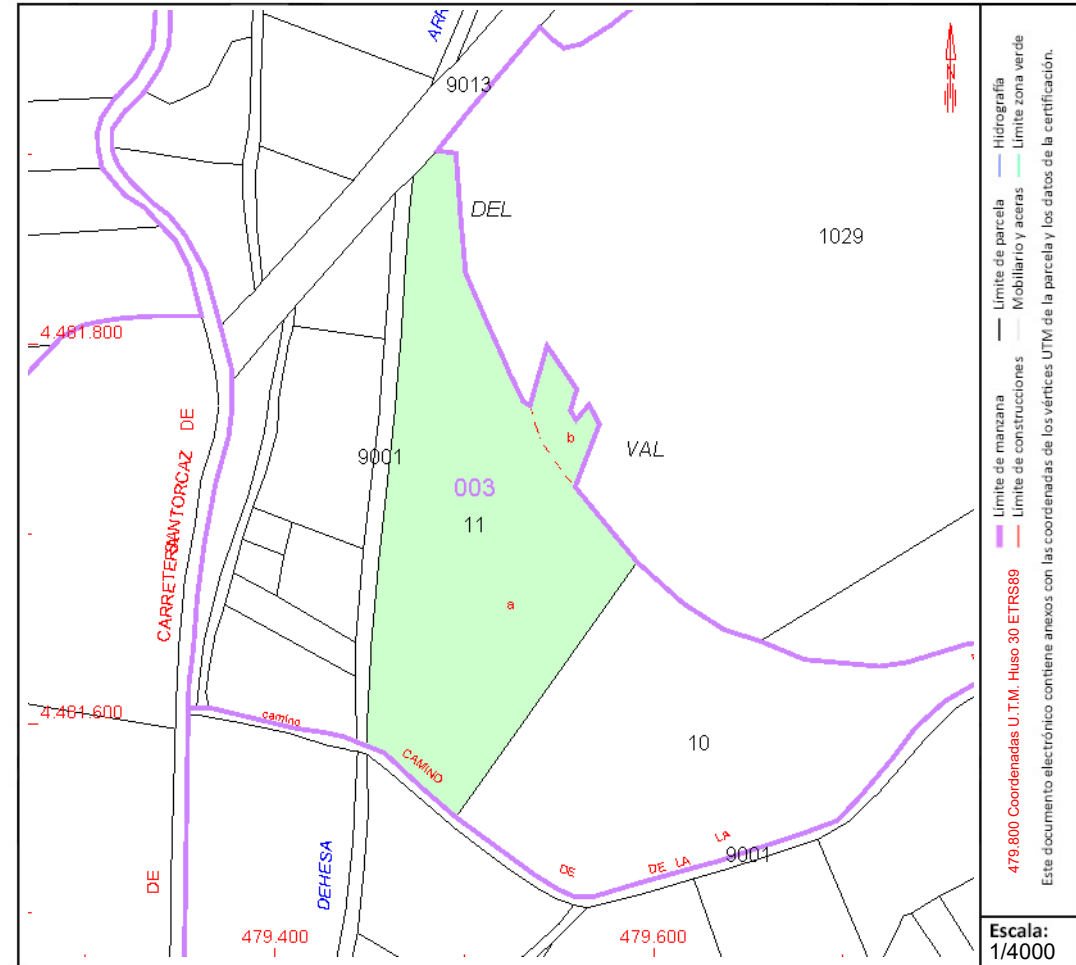 ARR
9013
DEL
1029
4.481.800
DE
SANTORCAZ
CARRETERA
9001
VAL
b
003
11
a
4.481.600
camino
CAMINO
10
DE
DE LA
LA
9001
DEHESA
DE
479.400
479.600
N
Límite de manzana
Límite de parcela
Hidrografía
Límite de construcciones
Mobiliario y aceras
Límite zona verde
479.800 Coordenadas U.T.M. Huso 30 ETRS89
Este documento electrónico contiene anexos con las coordenadas de los vértices UTM de la parcela y los datos de la certificación.
Escala:
1/4000